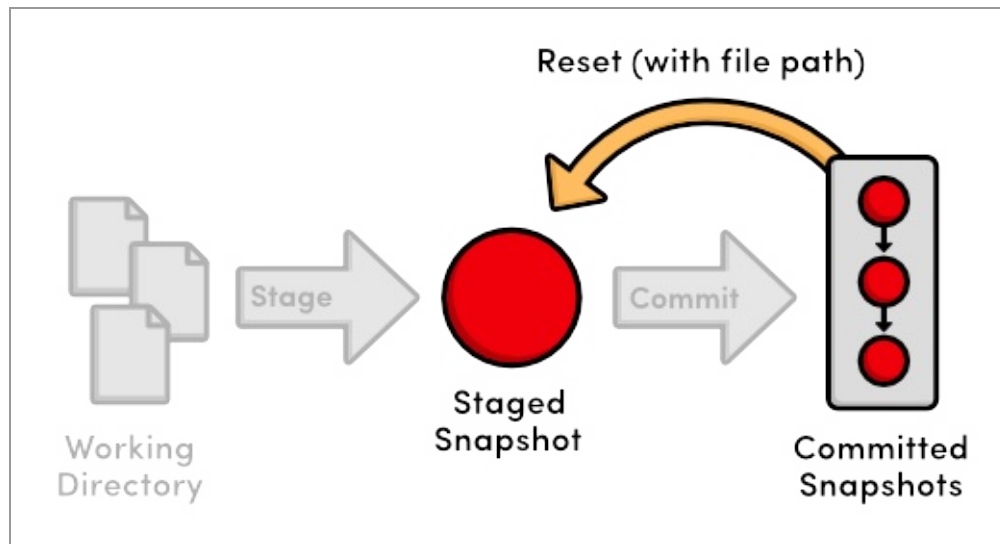 Reset (with file path)
Stage
Commit
Staged
Snapshot
Working
Directory
Committed
Snapshots